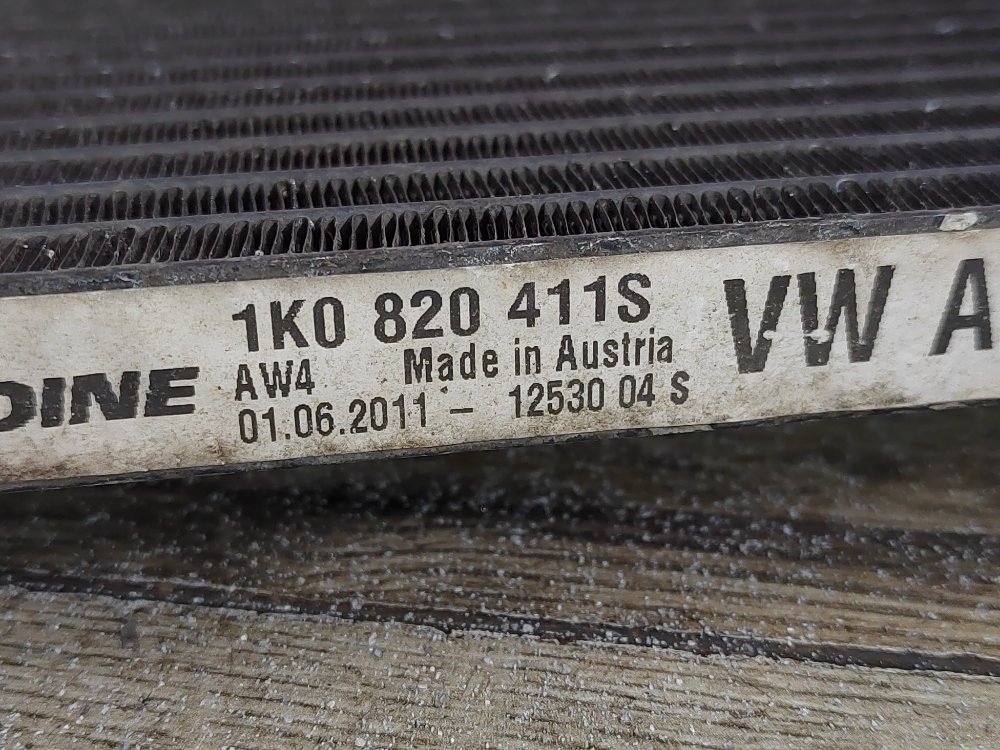 1K0 820 411S
AW4 Made in Austria
01.06.2011 – 12530 04 S
DINE
VW A